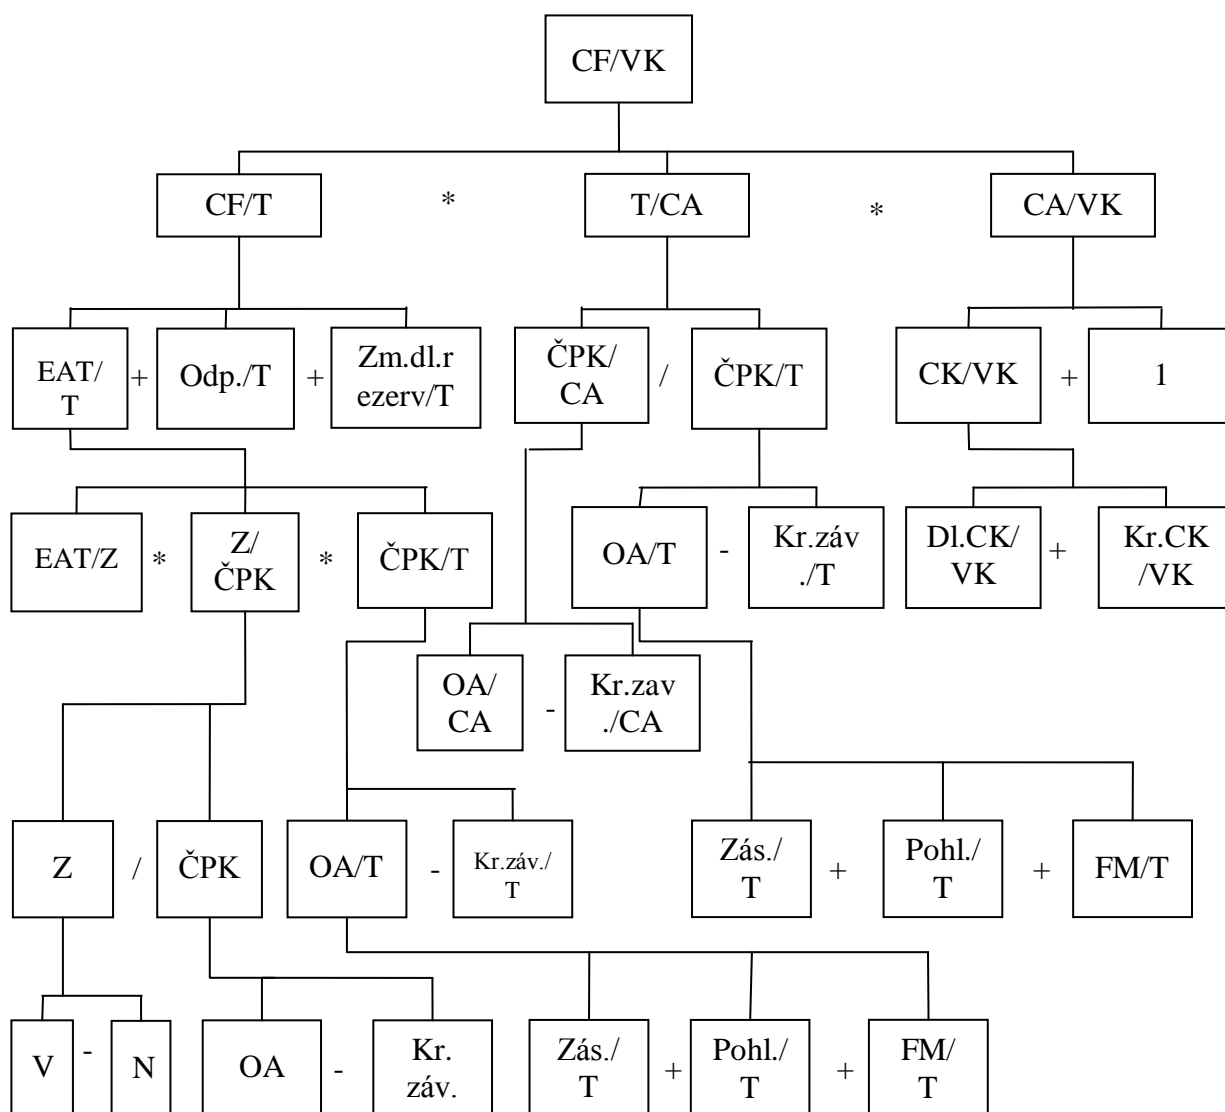 CF/VK
CF/T * T/CA * CA/VK
EAT/
T
+
Odp./T
+
Zm.dl.r
ezerv/T
ČPK/
CA
/
ČPK/T
CK/VK
+
1
EAT/Z
*
Z/
ČPK
*
ČPK/T
OA/T
-
Kr.záv
./T
Dl.CK/
VK
+
Kr.CK
/VK
OA/
CA
-
Kr.zav
./CA
Z
/
ČPK
OA/T
-
Kr.záv./
T
Zás./
T
+
Pohl./
T
+
FM/T
V
-
N
OA
-
Kr.
záv.
Zás./
T
+
Pohl./
T
+
FM/
T